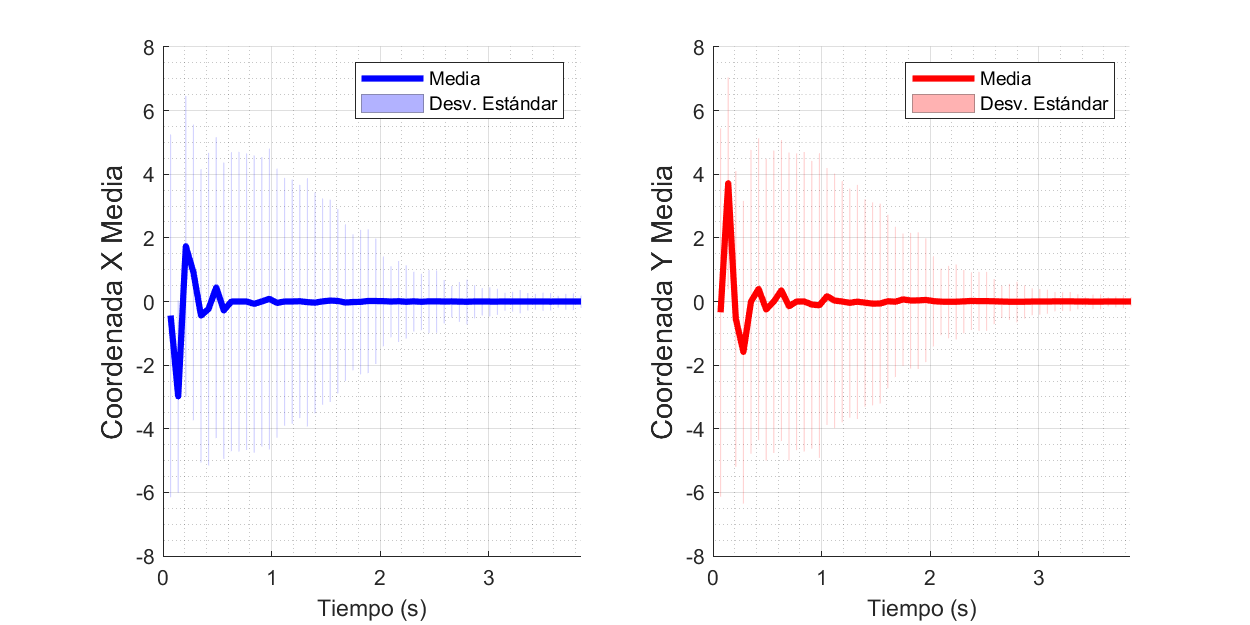 Coordenada X Media
8
6
4
2
0
-2
-4
-6
-8
0 1 2 3
Tiempo (s)
Media
Desv. Estándar
Coordenada Y Media
8
6
4
2
0
-2
-4
-6
-8
0 1 2 3
Tiempo (s)
Media
Desv. Estándar